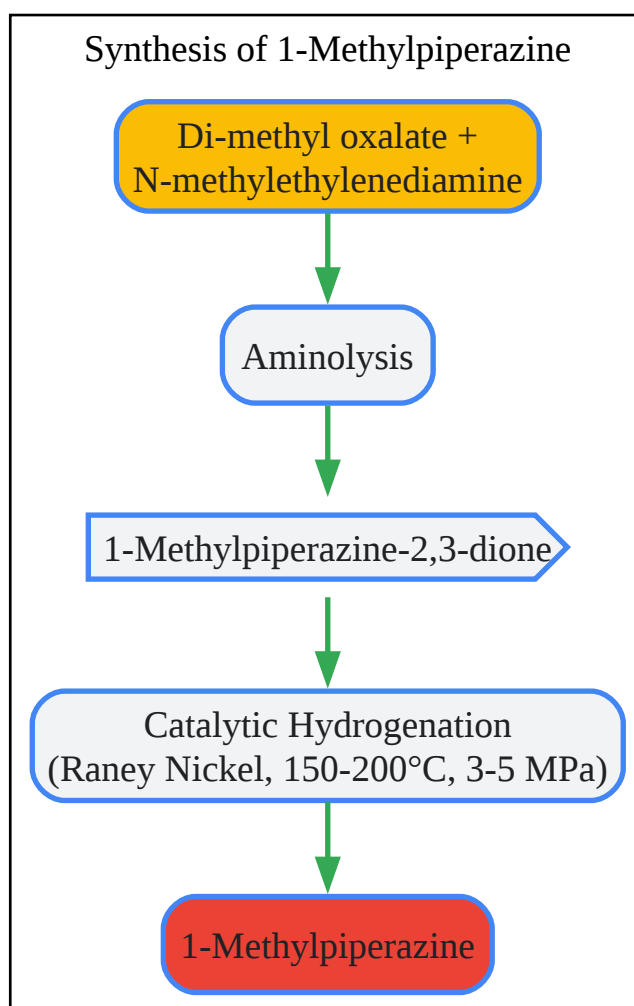 Synthesis of 1-Methylpiperazine
Di-methyl oxalate +
N-methylethylenediamine
Aminolysis
1-Methylpiperazine-2,3-dione
Catalytic Hydrogenation
(Raney Nickel, 150-200°C, 3-5 MPa)
1-Methylpiperazine